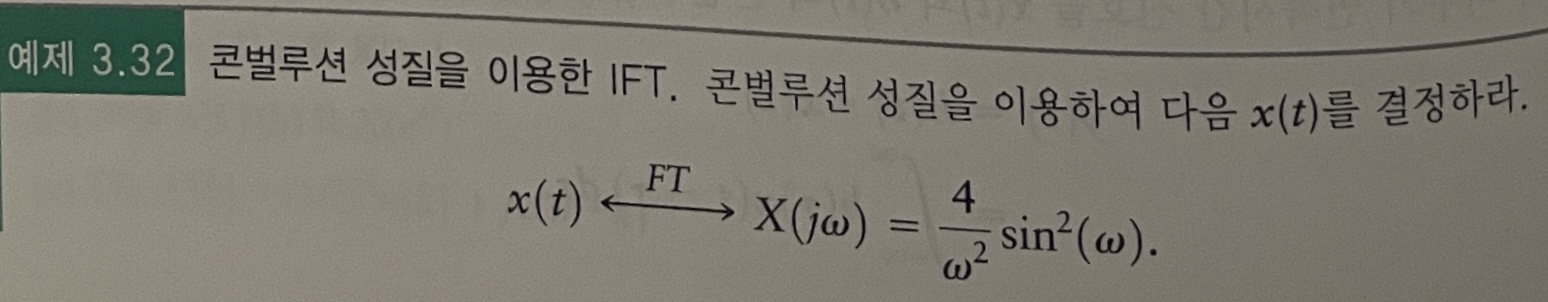 예제 3.32 콘벌루션 성질을 이용한 IFT. 콘벌루션 성질을 이용하여 다음 x(t)를 결정하라.
x(t) ⟷^{FT} X(jω) = \frac{4}{ω²} sin²(ω).